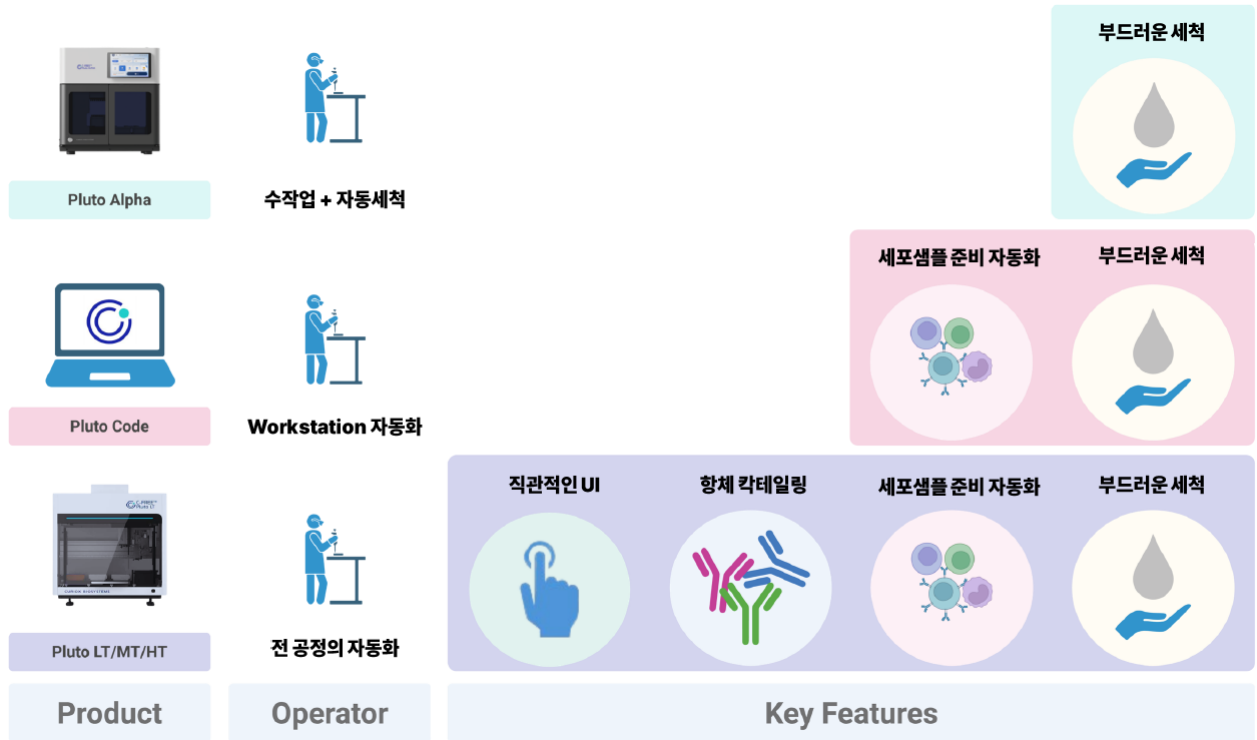 부드러운 세척
Pluto Alpha
수작업 + 자동세척
세포샘플 준비 자동화
부드러운 세척
Pluto Code
Workstation 자동화
직관적인 UI
항체 칵테일링
세포샘플 준비 자동화
부드러운 세척
CURIOX BIOSYSTEMS
Pluto LT/MT/HT
전 공정의 자동화
Product
Operator
Key Features